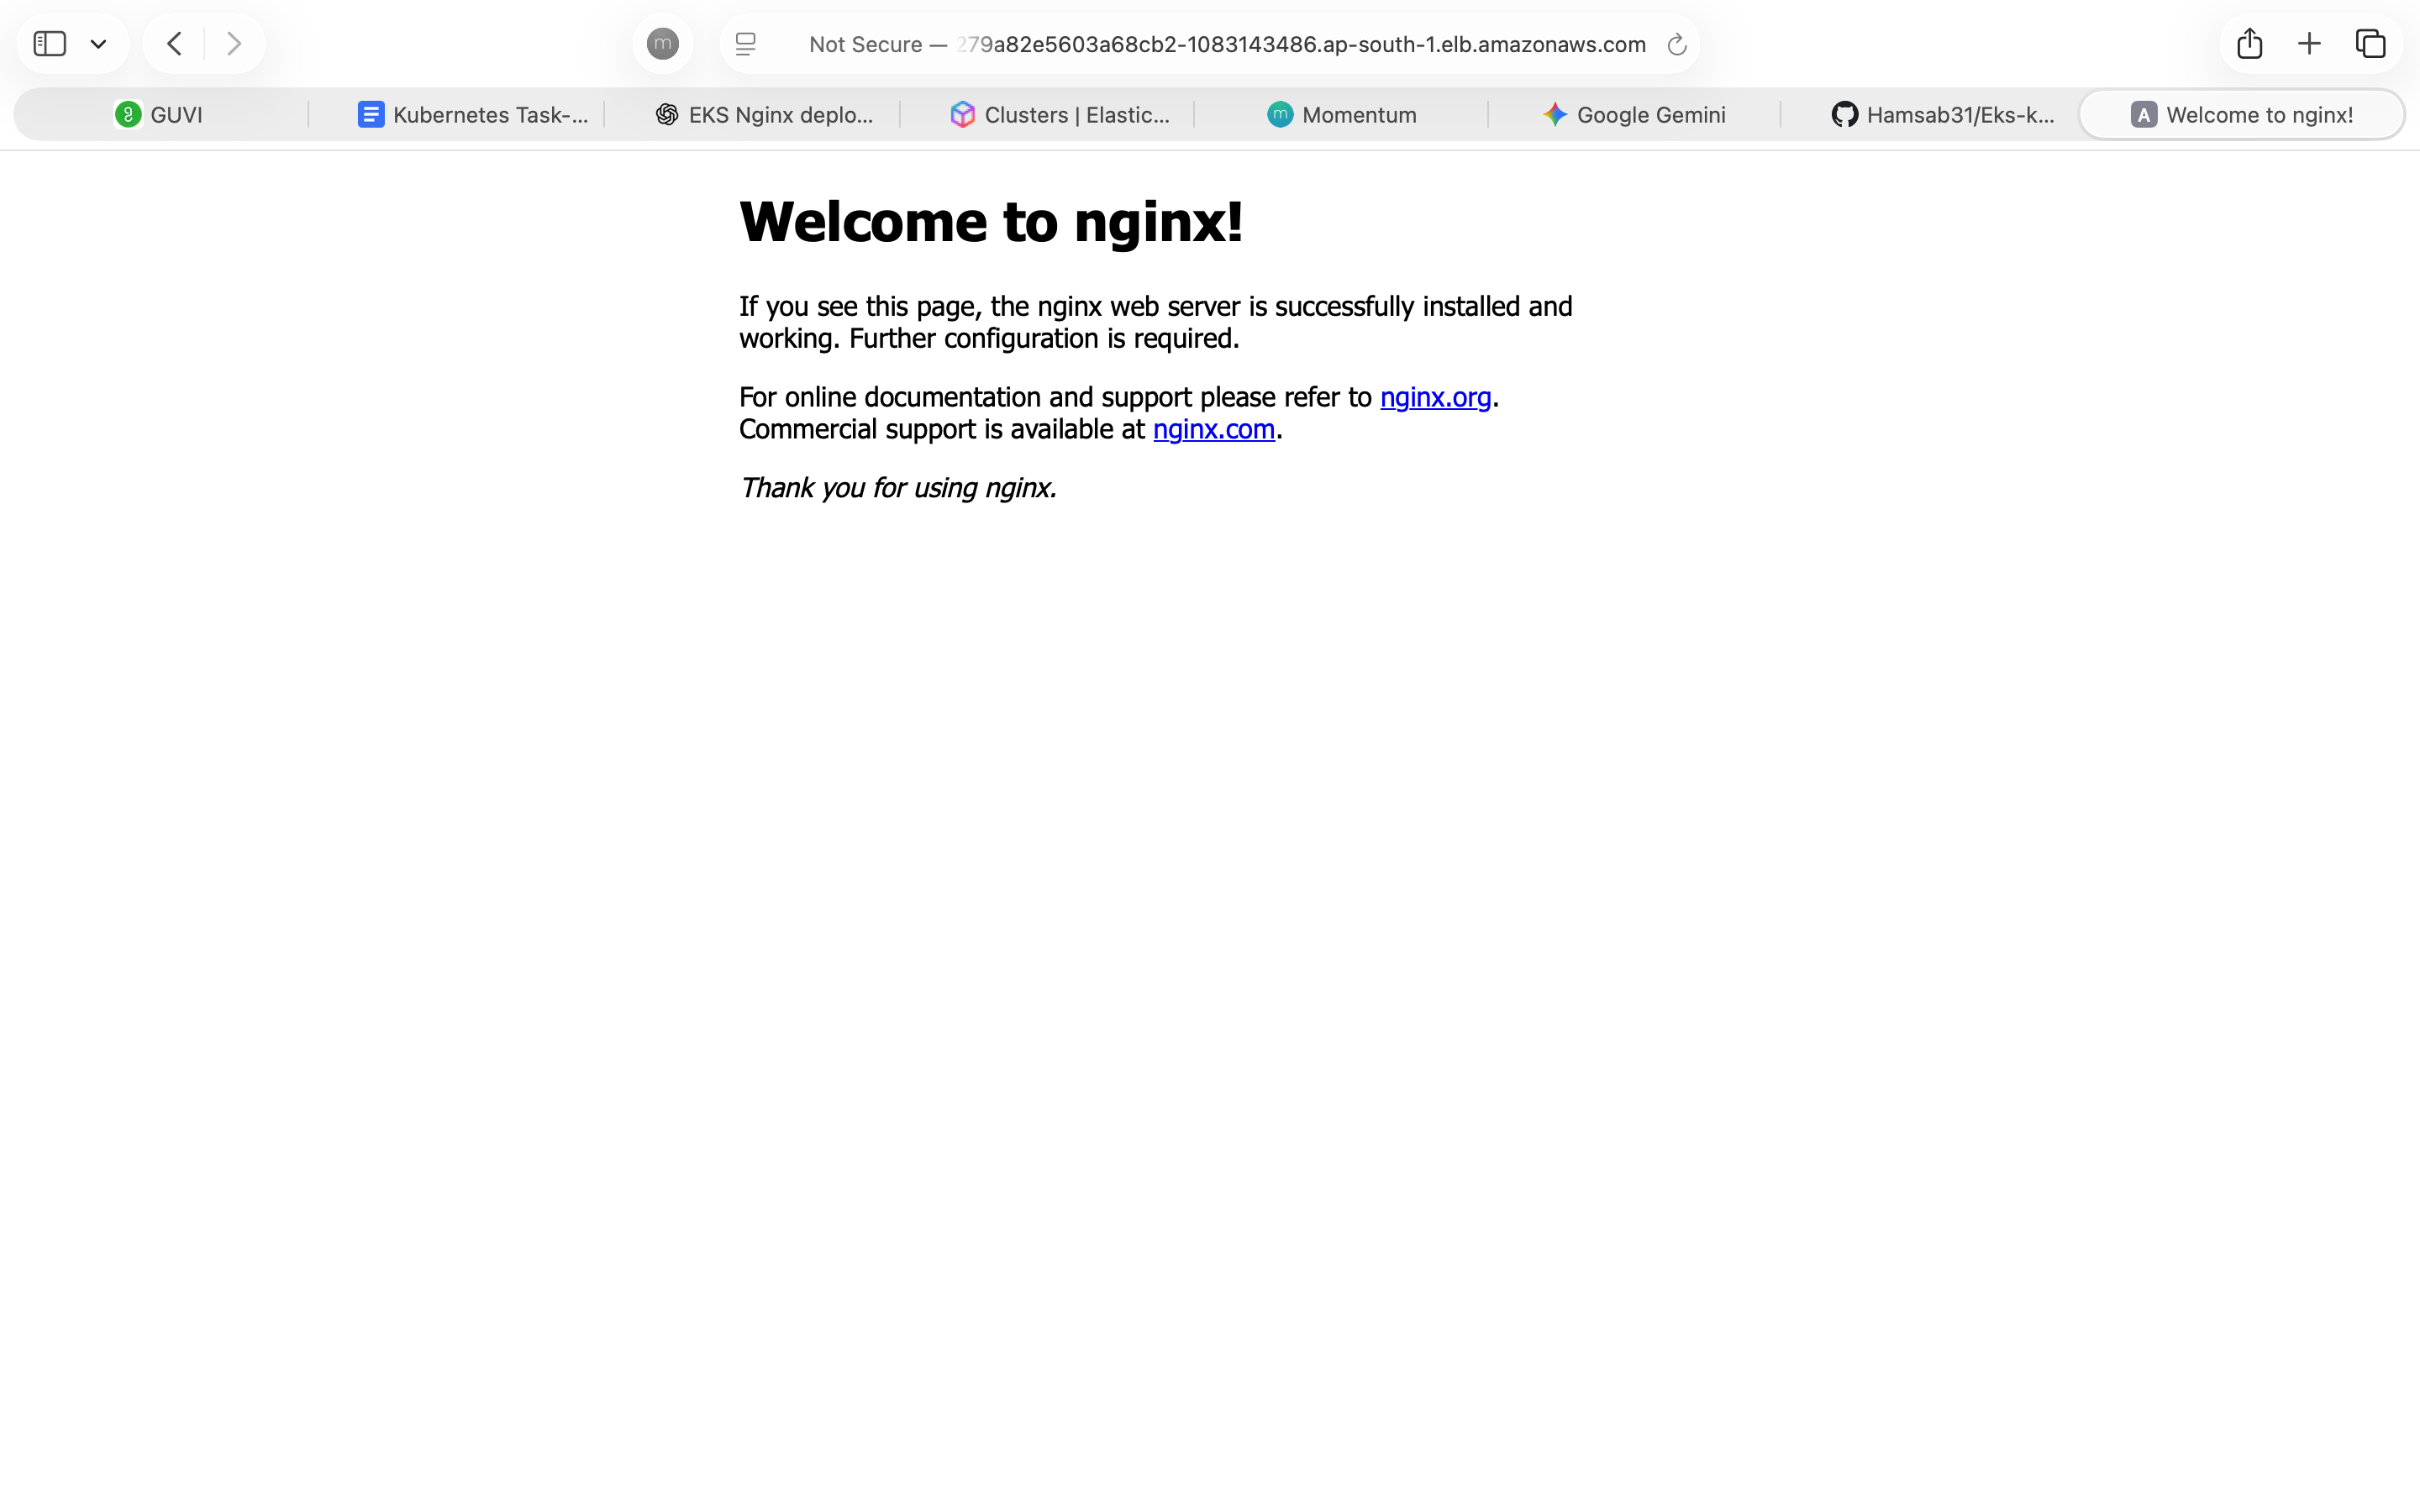 m
Not Secure — 279a82e5603a68cb2-1083143486.ap-south-1.elb.amazonaws.com
GUVI
Kubernetes Task-...
EKS Nginx deplo...
Clusters | Elastic...
m Momentum
Google Gemini
Hamsab31/Eks-k...
A Welcome to nginx!
Welcome to nginx!
If you see this page, the nginx web server is successfully installed and
working. Further configuration is required.
For online documentation and support please refer to nginx.org.
Commercial support is available at nginx.com.
Thank you for using nginx.